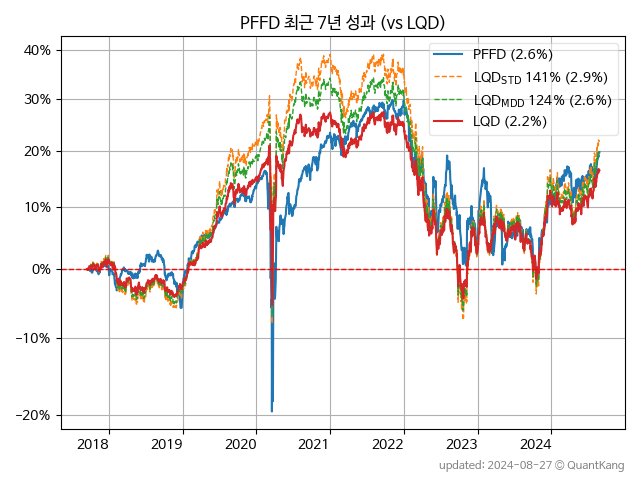 PFFD 최근 7년 성과 (vs LQD)
40%
30%
20%
10%
0%
−10%
−20%
PFFD (2.6%)
LQD_STD 141% (2.9%)
LQD_MDD 124% (2.6%)
LQD (2.2%)
2018 2019 2020 2021 2022 2023 2024
updated: 2024-08-27 © QuantKang